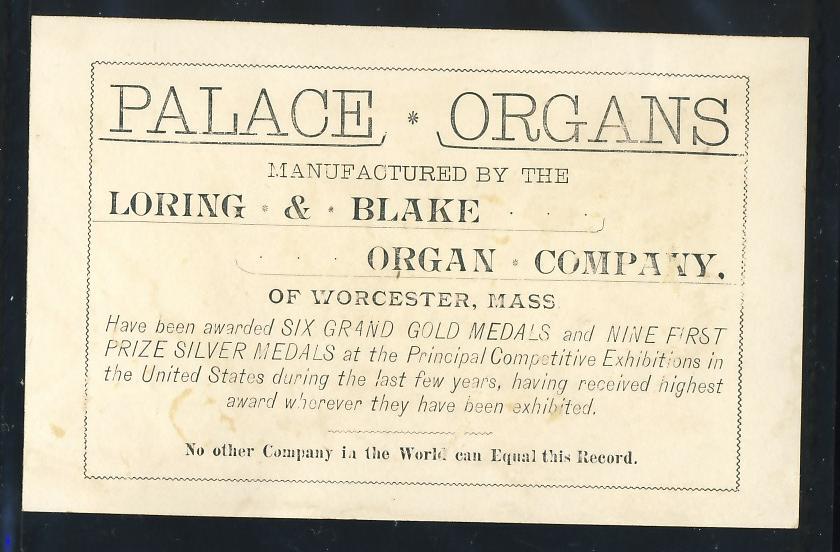 PALACE * ORGANS
MANUFACTURED BY THE
LORING * & * BLAKE . . .
. . . ORGAN * COMPANY.
OF WORCESTER, MASS
Have been awarded SIX GRAND GOLD MEDALS and NINE FIRST
PRIZE SILVER MEDALS at the Principal Competitive Exhibitions in
the United States during the last few years, having received highest
award wherever they have been exhibited.
No other Company in the World can Equal this Record.